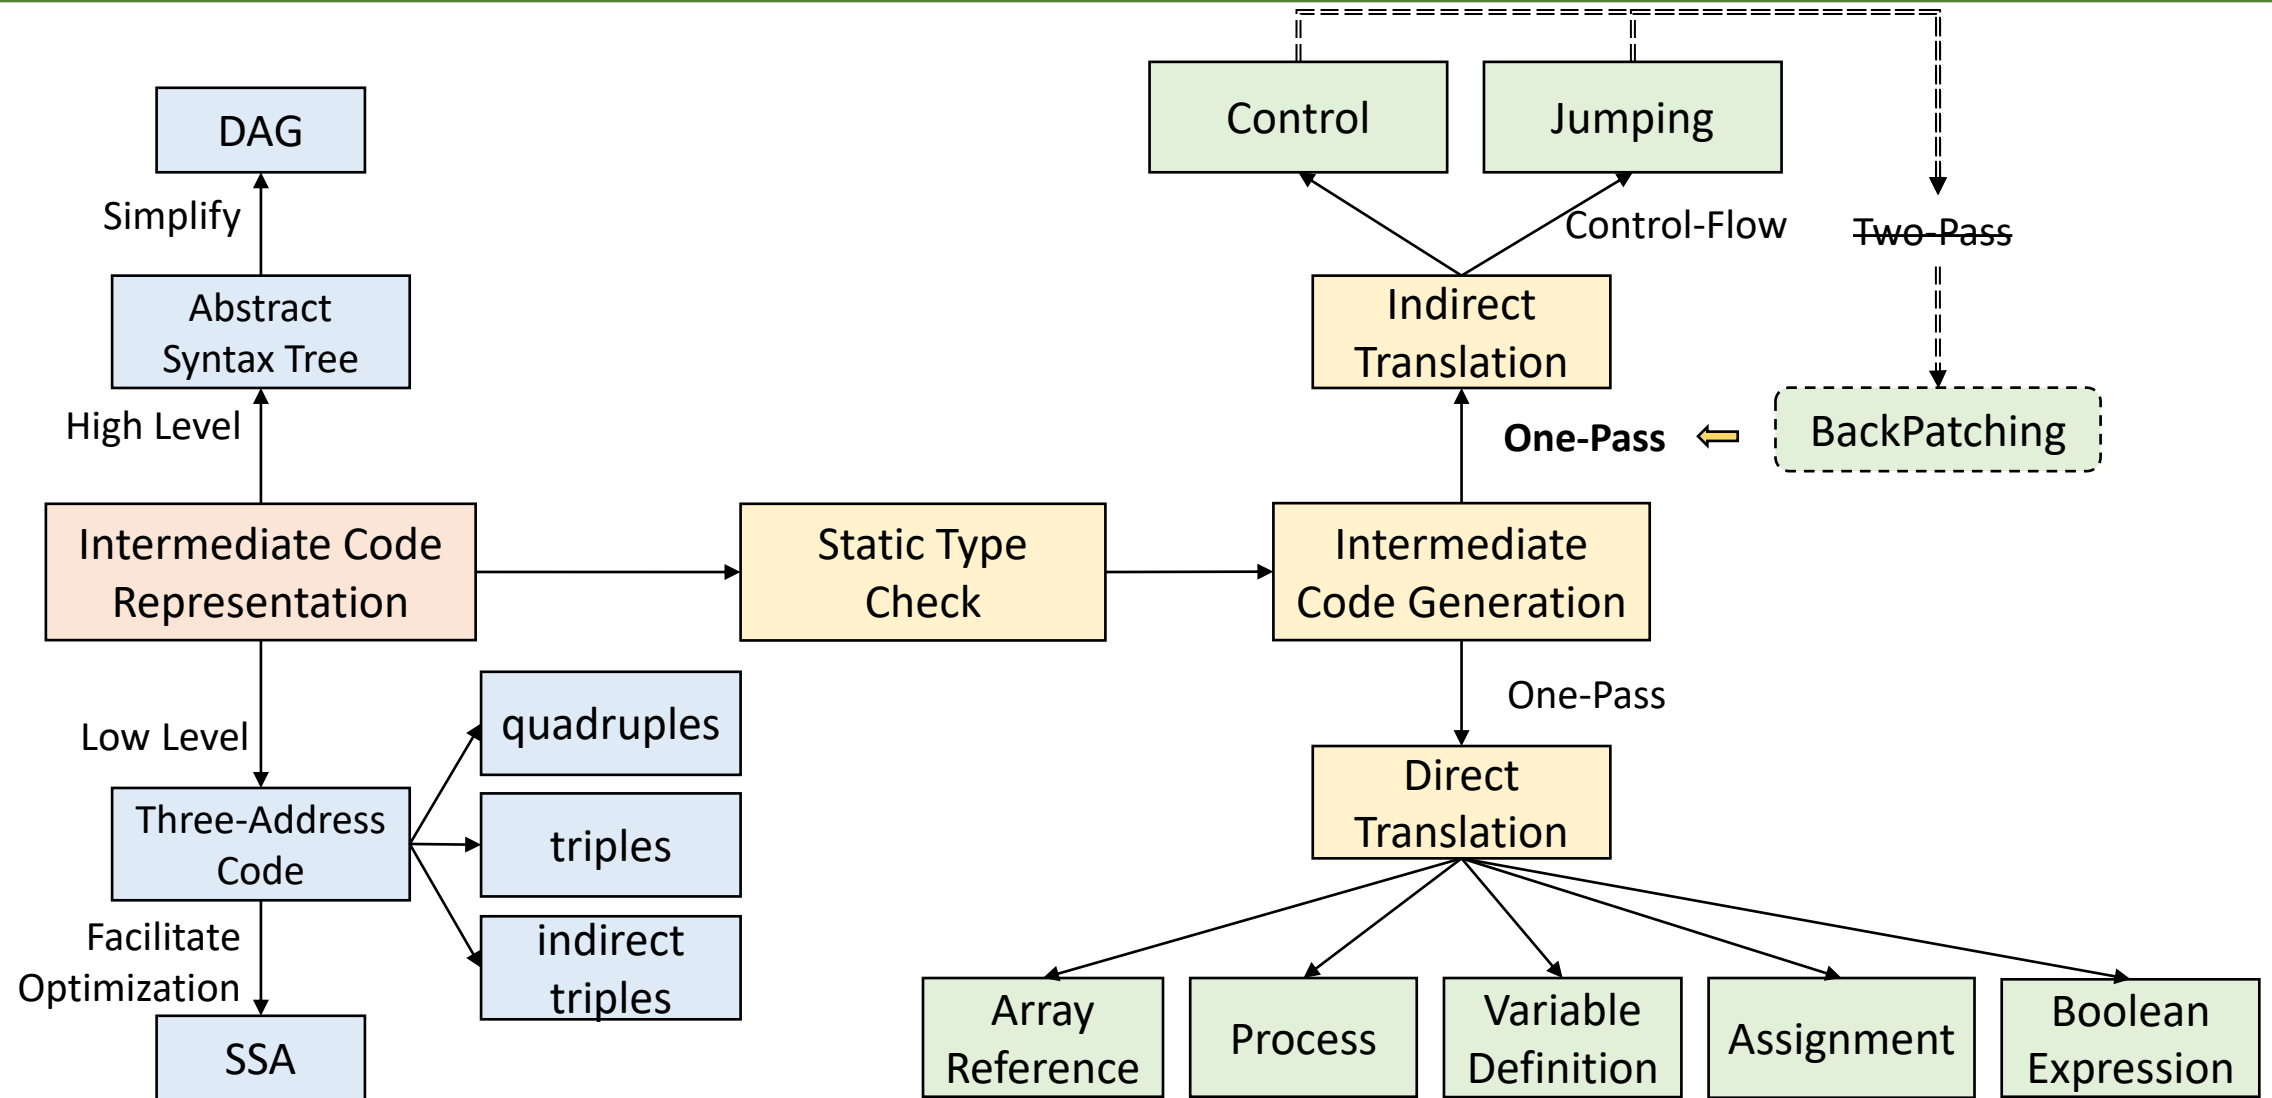 Control
Jumping
DAG
Simplify
Control-Flow
Two-Pass
Abstract
Syntax Tree
Indirect
Translation
High Level
One-Pass
BackPatching
Intermediate Code
Representation
Static Type
Check
Intermediate
Code Generation
Low Level
quadruples
One-Pass
Three-Address
Code
triples
Direct
Translation
Facilitate
Optimization
indirect
triples
SSA
Array
Reference
Process
Variable
Definition
Assignment
Boolean
Expression